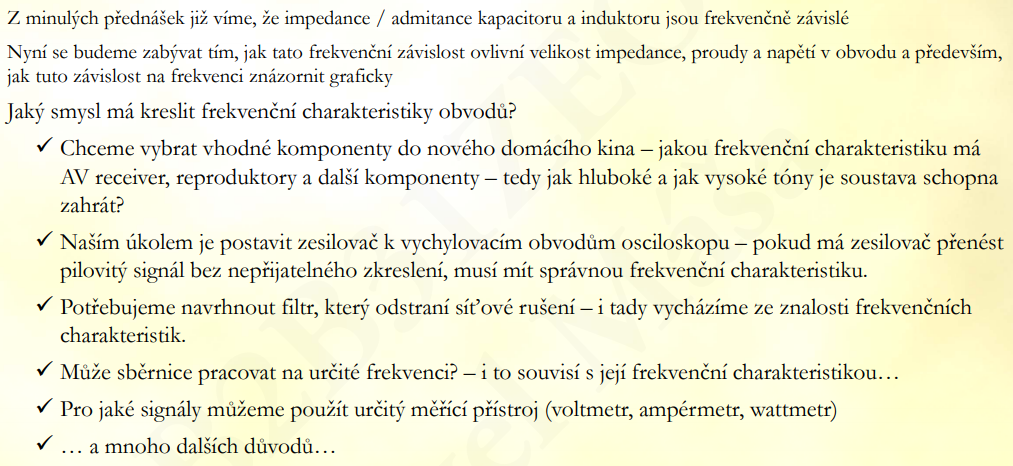 Z minulých přednášek již víme, že impedance / admitance kapacitoru a induktoru jsou frekvenčně závislé
Nyní se budeme zabývat tím, jak tato frekvenční závislost ovlivní velikost impedance, proudy a napětí v obvodu a především,
jak tuto závislost na frekvenci znázornit graficky
Jaký smysl má kreslit frekvenční charakteristiky obvodů?
✓ Chceme vybrat vhodné komponenty do nového domácího kina – jakou frekvenční charakteristiku má
AV receiver, reproduktory a další komponenty – tedy jak hluboké a jak vysoké tóny je soustava schopna
zahrát?
✓ Naším úkolem je postavit zesilovač k vychylovacím obvodům osciloskopu – pokud má zesilovač přenést
pilovitý signál bez nepřijatelného zkreslení, musí mít správnou frekvenční charakteristiku.
✓ Potřebujeme navrhnout filtr, který odstraní síťové rušení – i tady vycházíme ze znalosti frekvenčních
charakteristik.
✓ Může sběrnice pracovat na určité frekvenci? – i to souvisí s její frekvenční charakteristikou…
✓ Pro jaké signály můžeme použít určitý měřící přístroj (voltmetr, ampérmetr, wattmetr)
✓ … a mnoho dalších důvodů…